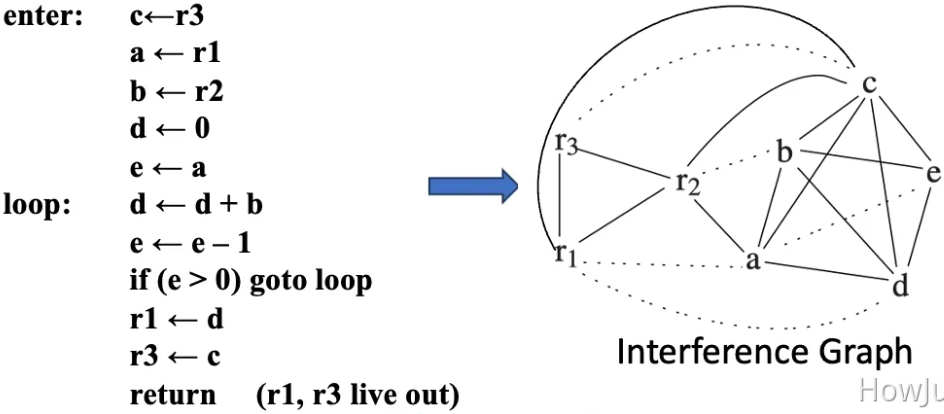 enter: c←r3
a ← r1
b ← r2
d ← 0
e ← a
loop: d ← d + b
e ← e – 1
if (e > 0) goto loop
r1 ← d
r3 ← c
return (r1, r3 live out)
c
r3
b
e
r2
r1
a
d
Interference Graph
HowJu